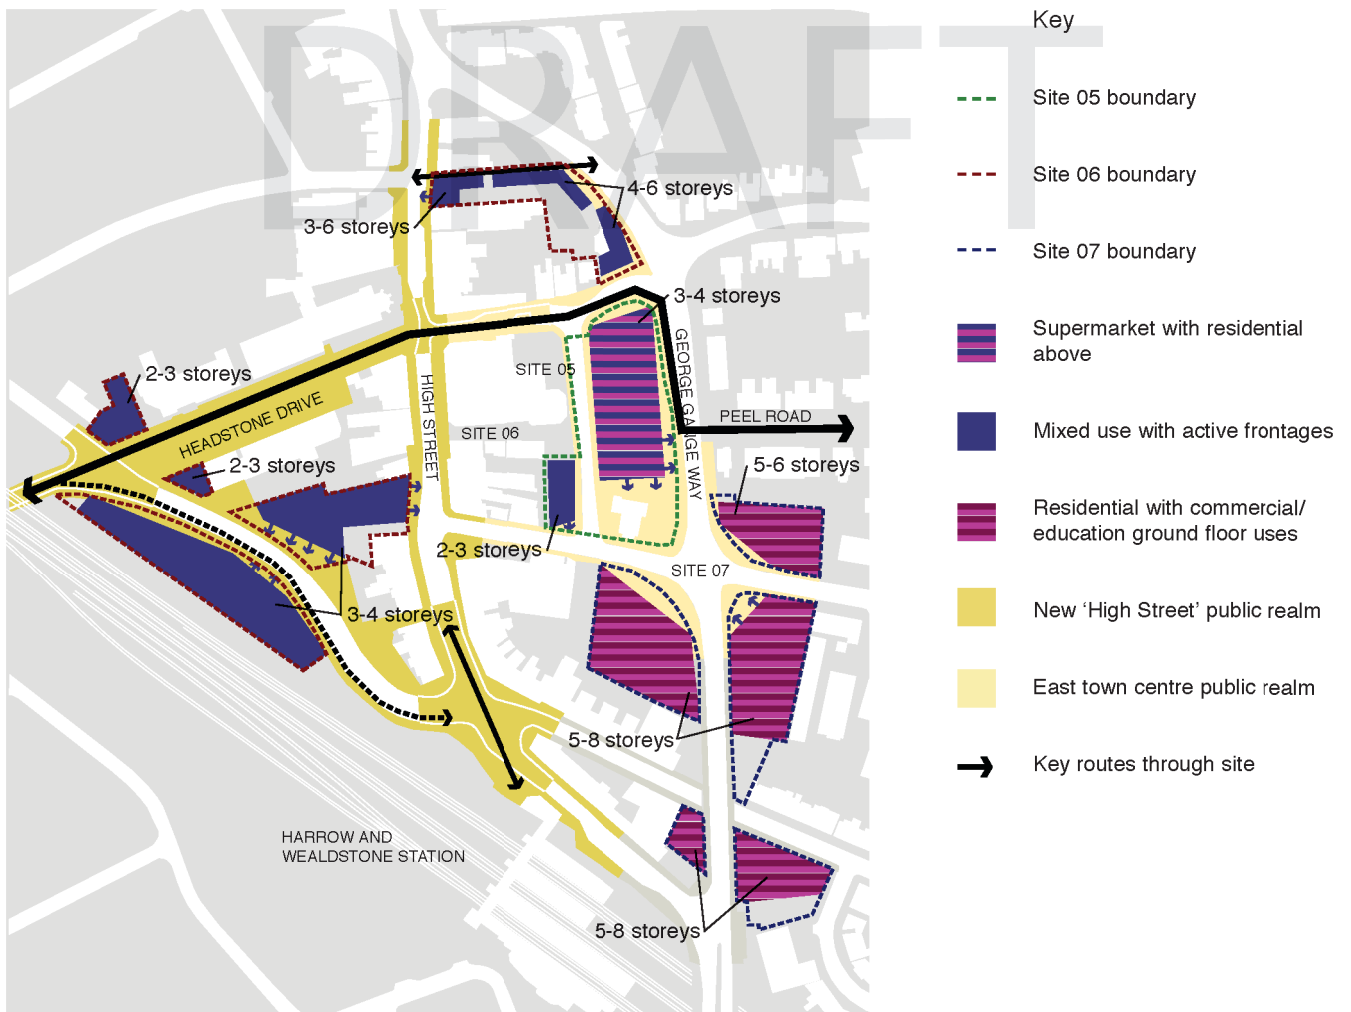 DRAFT
Key
Site 05 boundary
Site 06 boundary
Site 07 boundary
Supermarket with residential
above
Mixed use with active frontages
Residential with commercial/
education ground floor uses
New ‘High Street’ public realm
East town centre public realm
Key routes through site
4-6 storeys
3-6 storeys
3-4 storeys
2-3 storeys
SITE 05
GEORGE GANGE WAY
HIGH STREET
HEADSTONE DRIVE
PEEL ROAD
SITE 06
2-3 storeys
5-6 storeys
2-3 storeys
SITE 07
3-4 storeys
5-8 storeys
HARROW AND
WEALDSTONE STATION
5-8 storeys